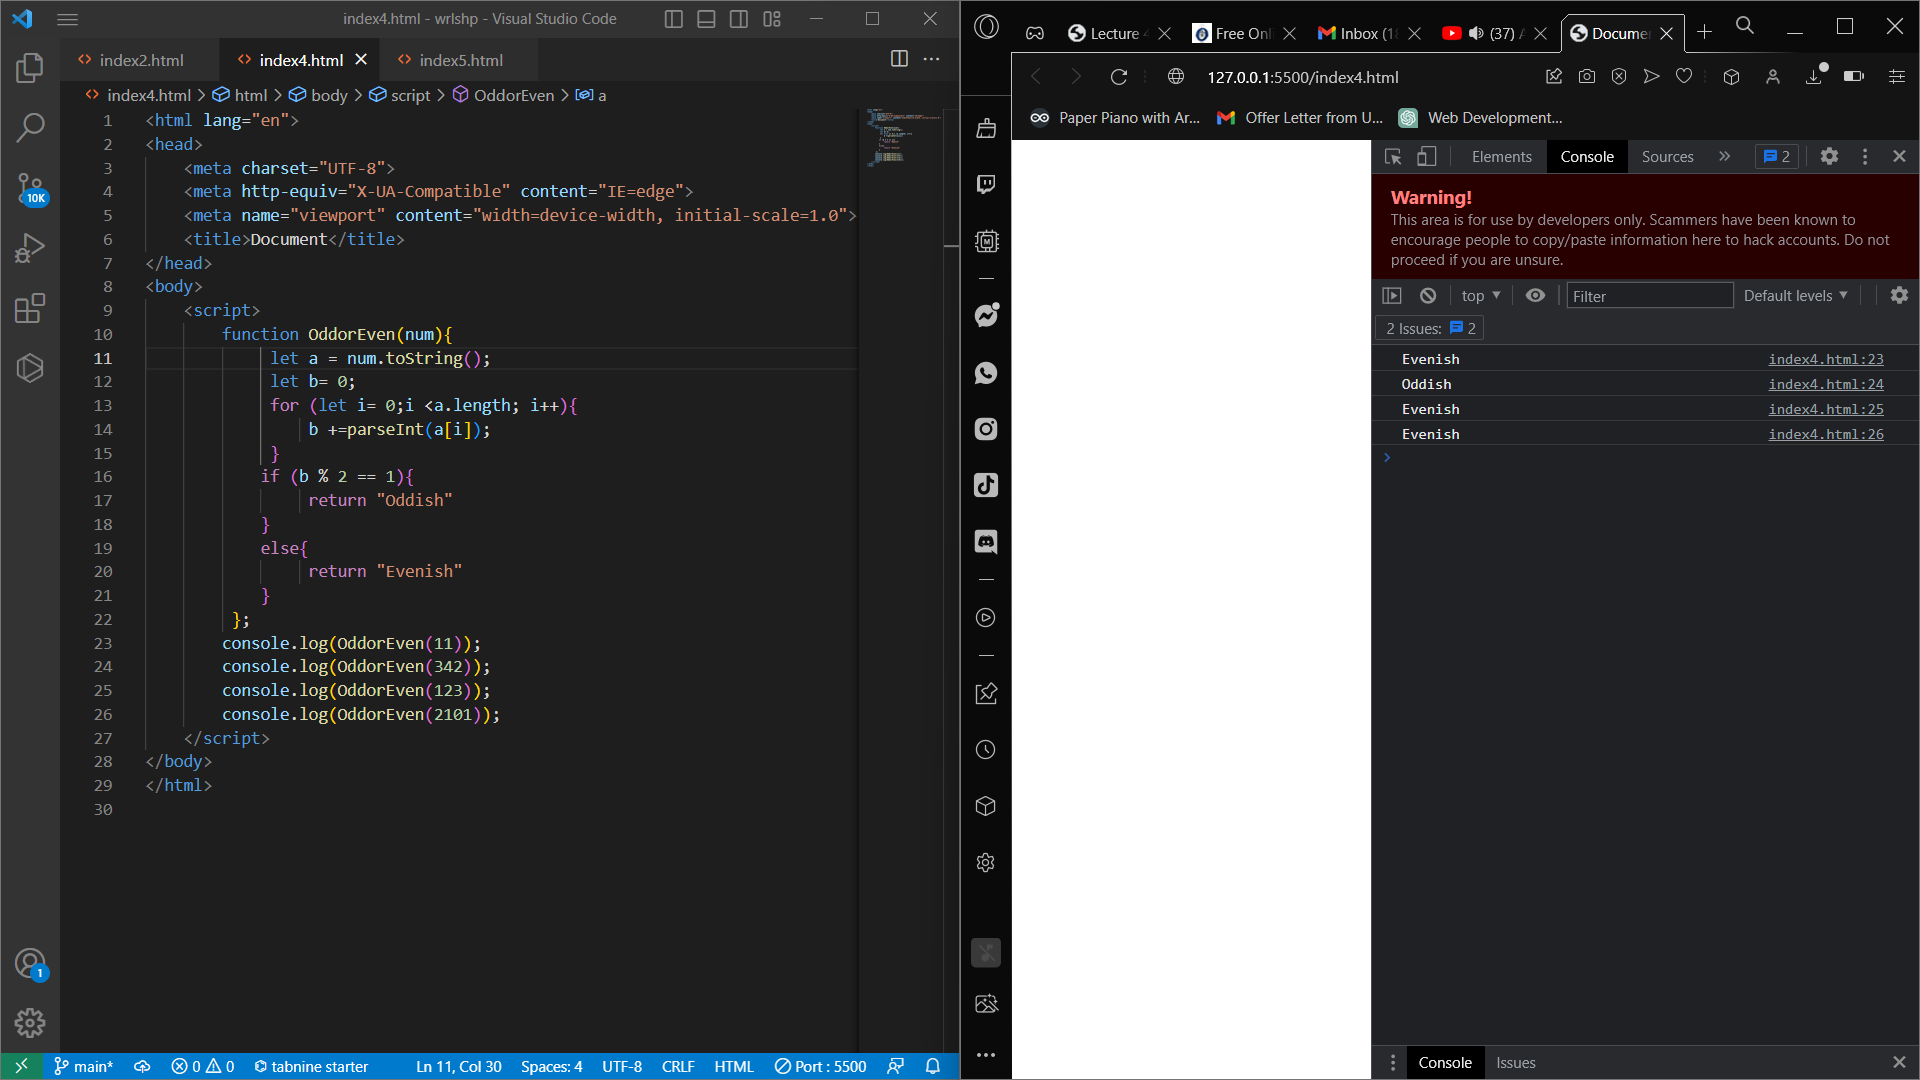 index4.html - wrlshp - Visual Studio Code
index2.html
index4.html
index5.html
index4.html > html > body > script > OddorEven > a
1 <html lang="en">
2 <head>
3 <meta charset="UTF-8">
4 <meta http-equiv="X-UA-Compatible" content="IE=edge">
5 <meta name="viewport" content="width=device-width, initial-scale=1.0">
6 <title>Document</title>
7 </head>
8 <body>
9 <script>
10 function OddorEven(num){
11 let a = num.toString();
12 let b= 0;
13 for (let i= 0;i <a.length; i++){
14 b +=parseInt(a[i]);
15 }
16 if (b % 2 == 1){
17 return "Oddish"
18 }
19 else{
20 return "Evenish"
21 }
22 };
23 console.log(OddorEven(11));
24 console.log(OddorEven(342));
25 console.log(OddorEven(123));
26 console.log(OddorEven(2101));
27 </script>
28 </body>
29 </html>
30
10K
1
main*
0 0
tabnine starter
Ln 11, Col 30
Spaces: 4
UTF-8
CRLF
HTML
Port : 5500
Lecture
Free Onl
Inbox (1
(37)
Docume
127.0.0.1:5500/index4.html
Paper Piano with Ar...
Offer Letter from U...
Web Development...
Elements
Console
Sources
2
Warning!
This area is for use by developers only. Scammers have been known to
encourage people to copy/paste information here to hack accounts. Do not
proceed if you are unsure.
top
Filter
Default levels
2 Issues: 2
Evenish index4.html:23
Oddish index4.html:24
Evenish index4.html:25
Evenish index4.html:26
Console
Issues